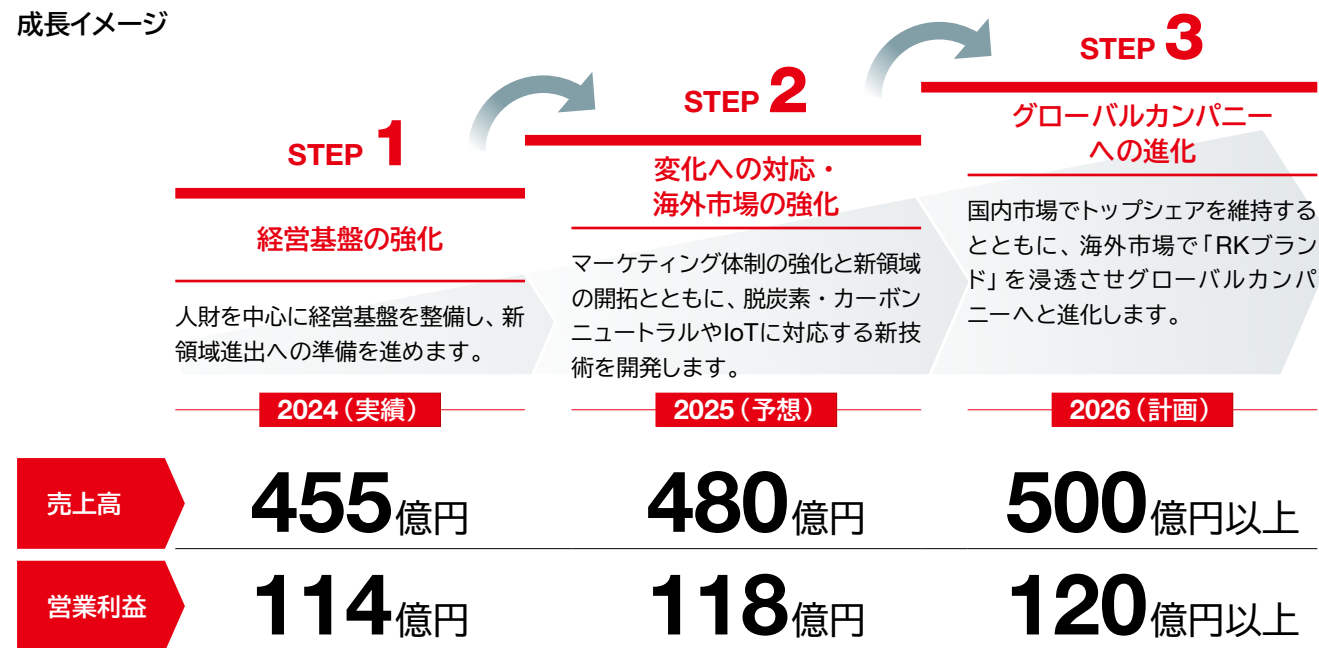 成長イメージ
STEP 1
経営基盤の強化
人財を中心に経営基盤を整備し、新
領域進出への準備を進めます。
STEP 2
変化への対応・
海外市場の強化
マーケティング体制の強化と新領域
の開拓とともに、脱炭素・カーボン
ニュートラルやIoTに対応する新技
術を開発します。
STEP 3
グローバルカンパニー
への進化
国内市場でトップシェアを維持する
とともに、海外市場で「RKブラン
ド」を浸透させグローバルカンパ
ニーへと進化します。
2024（実績） 2025（予想） 2026（計画）
売上高 455億円 480億円 500億円以上
営業利益 114億円 118億円 120億円以上